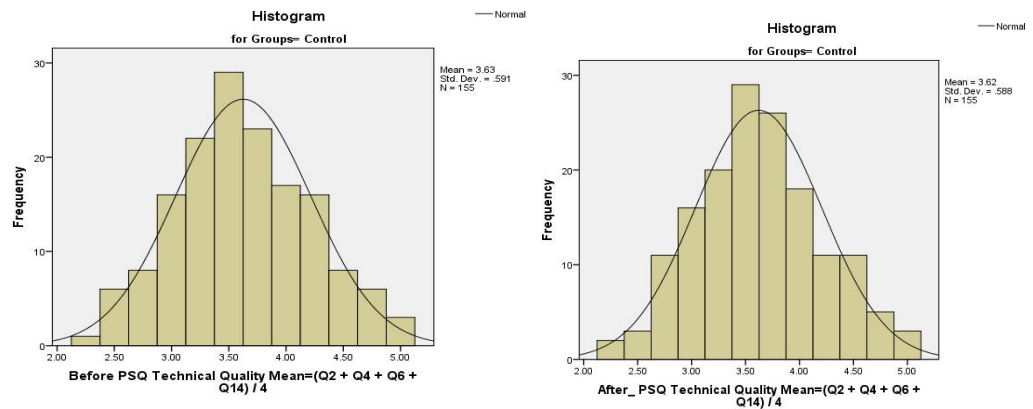 Histogram
Normal
for Groups= Control
Mean = 3.63
Std. Dev. = .591
N = 155
Frequency
30
20
10
0
2.00 2.50 3.00 3.50 4.00 4.50 5.00
Before PSQ Technical Quality Mean=(Q2 + Q4 + Q6 +
Q14) / 4
Histogram
Normal
for Groups= Control
Mean = 3.62
Std. Dev. = .588
N = 155
Frequency
30
20
10
0
2.00 2.50 3.00 3.50 4.00 4.50 5.00
After_ PSQ Technical Quality Mean=(Q2 + Q4 + Q6 +
Q14) / 4